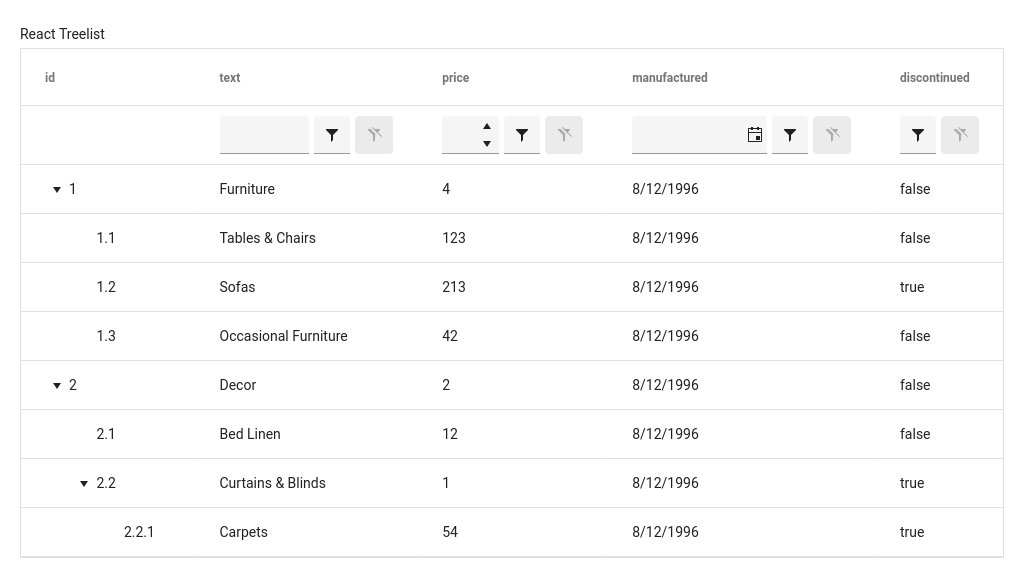 React Treelist
id text price manufactured discontinued
1 Furniture 4 8/12/1996 false
1.1 Tables & Chairs 123 8/12/1996 false
1.2 Sofas 213 8/12/1996 true
1.3 Occasional Furniture 42 8/12/1996 false
2 Decor 2 8/12/1996 false
2.1 Bed Linen 12 8/12/1996 false
2.2 Curtains & Blinds 1 8/12/1996 true
2.2.1 Carpets 54 8/12/1996 true